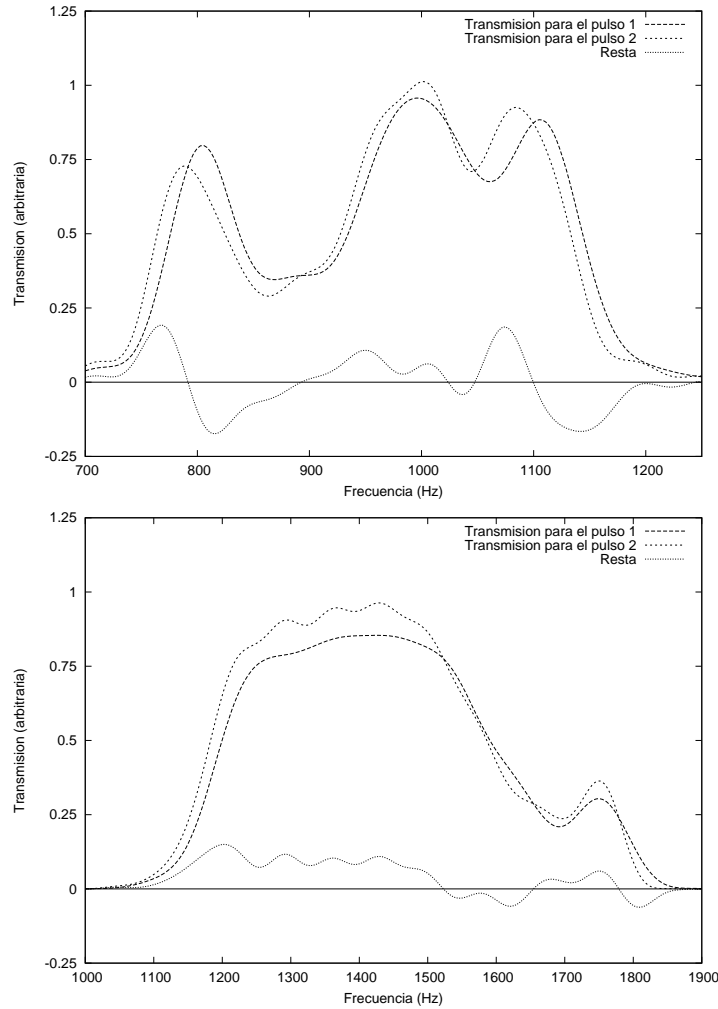 1.25
Transmision para el pulso 1
Transmision para el pulso 2
Resta
1
0.75
0.5
0.25
0
-0.25
Transmision (arbitraria)
700 800 900 1000 1100 1200
Frecuencia (Hz)
1.25
Transmision para el pulso 1
Transmision para el pulso 2
Resta
1
0.75
0.5
0.25
0
-0.25
Transmision (arbitraria)
1000 1100 1200 1300 1400 1500 1600 1700 1800 1900
Frecuencia (Hz)